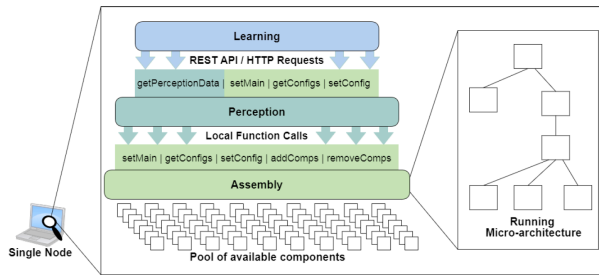 Learning
REST API / HTTP Requests
getPerceptionData | setMain | getConfigs | setConfig
Perception
Local Function Calls
setMain | getConfigs | setConfig | addComps | removeComps
Assembly
Pool of available components
Single Node
Running
Micro-architecture